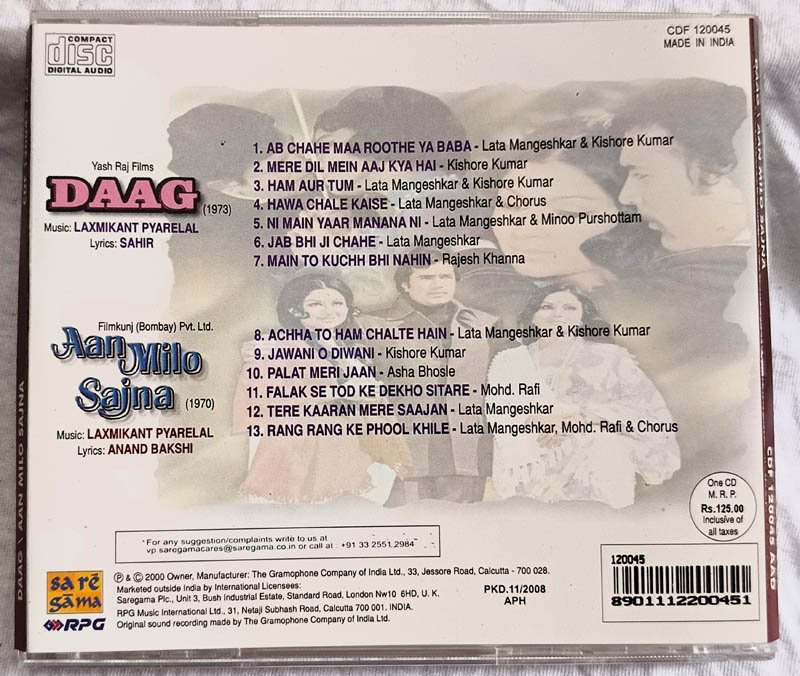 COMPACT
disc
DIGITAL AUDIO
CDF 120045
MADE IN INDIA
Yash Raj Films
DAAG (1973)
Music: LAXMIKANT PYARELAL
Lyrics: SAHIR
1. AB CHAHE MAA ROOTHE YA BABA - Lata Mangeshkar & Kishore Kumar
2. MERE DIL MEIN AAJ KYA HAI - Kishore Kumar
3. HAM AUR TUM - Lata Mangeshkar & Kishore Kumar
4. HAWA CHALE KAISE - Lata Mangeshkar & Chorus
5. NI MAIN YAAR MANANA NI - Lata Mangeshkar & Minoo Purshottam
6. JAB BHI JI CHAHE - Lata Mangeshkar
7. MAIN TO KUCHH BHI NAHIN - Rajesh Khanna
Filmkunj (Bombay) Pvt. Ltd.
Aan Milo
Sajna (1970)
Music: LAXMIKANT PYARELAL
Lyrics: ANAND BAKSHI
8. ACHHA TO HAM CHALTE HAIN - Lata Mangeshkar & Kishore Kumar
9. JAWANI O DIWANI - Kishore Kumar
10. PALAT MERI JAAN - Asha Bhosle
11. FALAK SE TOD KE DEKHO SITARE - Mohd. Rafi
12. TERE KAARAN MERE SAAJAN - Lata Mangeshkar
13. RANG RANG KE PHOOL KHILE - Lata Mangeshkar, Mohd. Rafi & Chorus
One CD
M. R. P.
Rs.125.00
Inclusive of
all taxes
For any suggestion/complaints write to us at
vp saregamacares@saregama.co.in or call at : +91 33 2551 2984
saRē
gāma
RPG
℗ & © 2000 Owner, Manufacturer: The Gramophone Company of India Ltd., 33, Jessore Road, Calcutta - 700 028.
Marketed outside India by International Licensees:
Saregama Plc., Unit 3, Bush Industrial Estate, Standard Road, London Nw10 6HD, U. K.
RPG Music International Ltd., 31, Netaji Subhash Road, Calcutta 700 001. INDIA.
Original sound recording made by The Gramophone Company of India Ltd.
PKD.11/2008
APH
120045
8901112200451
DAAG \ AAN MILO SAJNA
CDF 120045 AAD